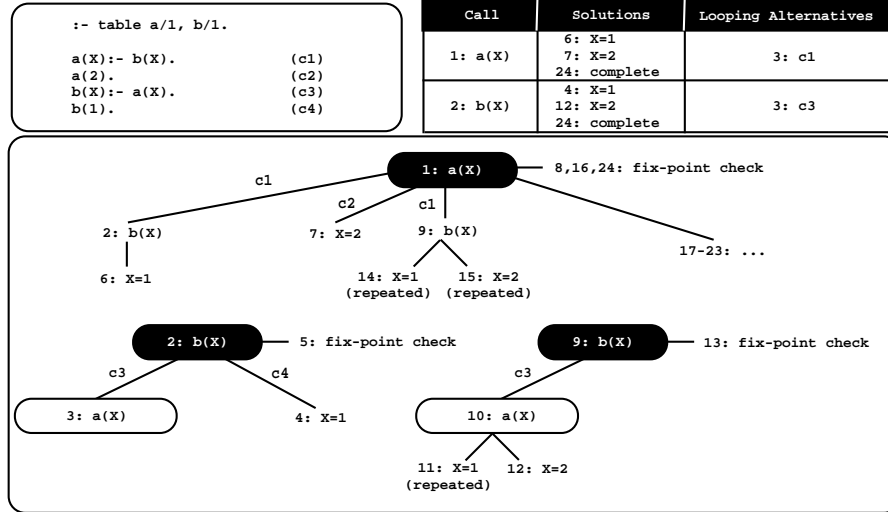 :- table a/1, b/1.
a(X):- b(X). (c1)
a(2). (c2)
b(X):- a(X). (c3)
b(1). (c4)
Call Solutions Looping Alternatives
6: X=1
1: a(X) 7: X=2 3: c1
24: complete
4: X=1
2: b(X) 12: X=2 3: c3
24: complete
1: a(X) 8,16,24: fix-point check
c1
c2 c1
2: b(X) 7: X=2 9: b(X)
17-23: ...
6: X=1 14: X=1 15: X=2
(repeated) (repeated)
2: b(X) 5: fix-point check 9: b(X) 13: fix-point check
c3 c4 c3
3: a(X) 4: X=1 10: a(X)
11: X=1 12: X=2
(repeated)